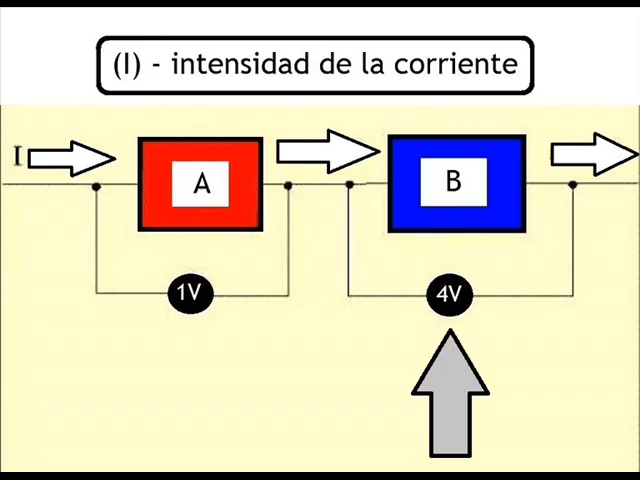 (I) - intensidad de la corriente
I
A
B
1V
4V